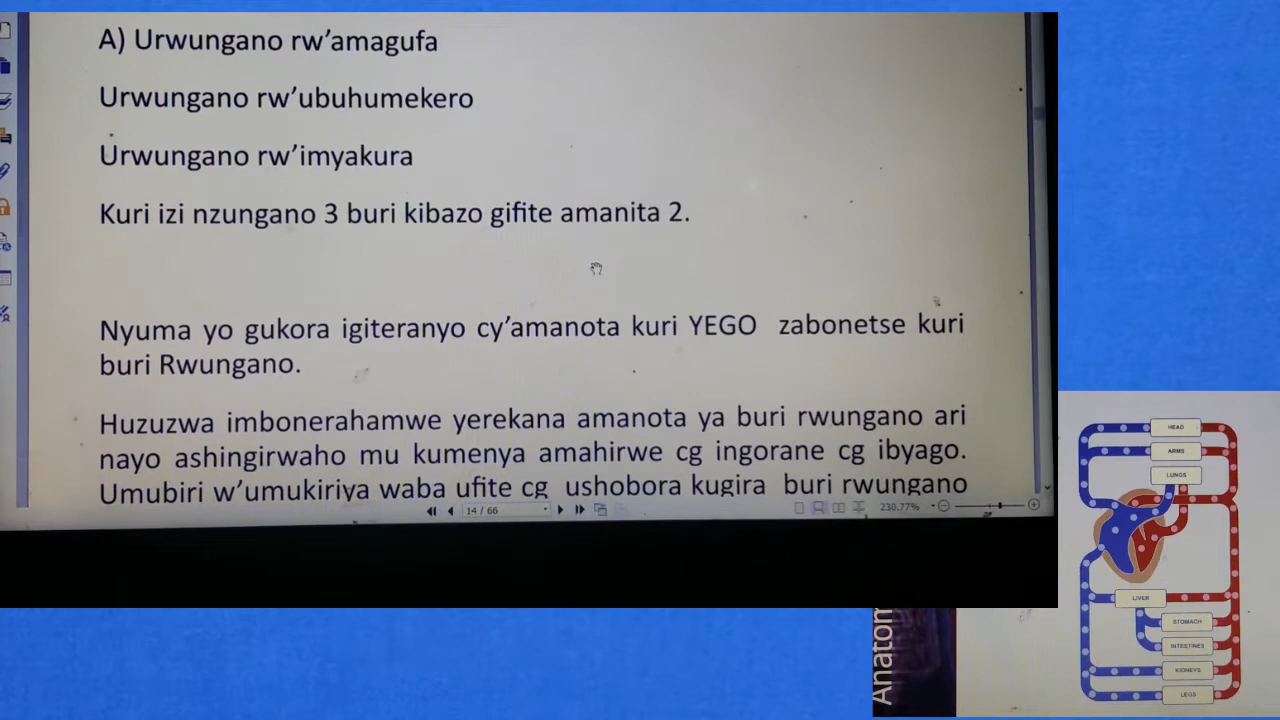 A) Urwungano rw’amagufa
Urwungano rw’ubuhumekero
Urwungano rw’imyakura
Kuri izi nzungano 3 buri kibazo gifite amanita 2.
Nyuma yo gukora igiteranyo cy’amanota kuri YEGO zabonetse kuri
buri Rwungano.
Huzuzwa imbonerahamwe yerekana amanota ya buri rwungano ari
nayo ashingirwaho mu kumenya amahirwe cg ingorane cg ibyago.
Umubiri w’umukiriya waba ufite cg ushobora kugira buri rwungano
14 / 66
230.77%
HEAD
ARMS
LUNGS
LIVER
STOMACH
INTESTINES
KIDNEYS
LEGS
Anatom